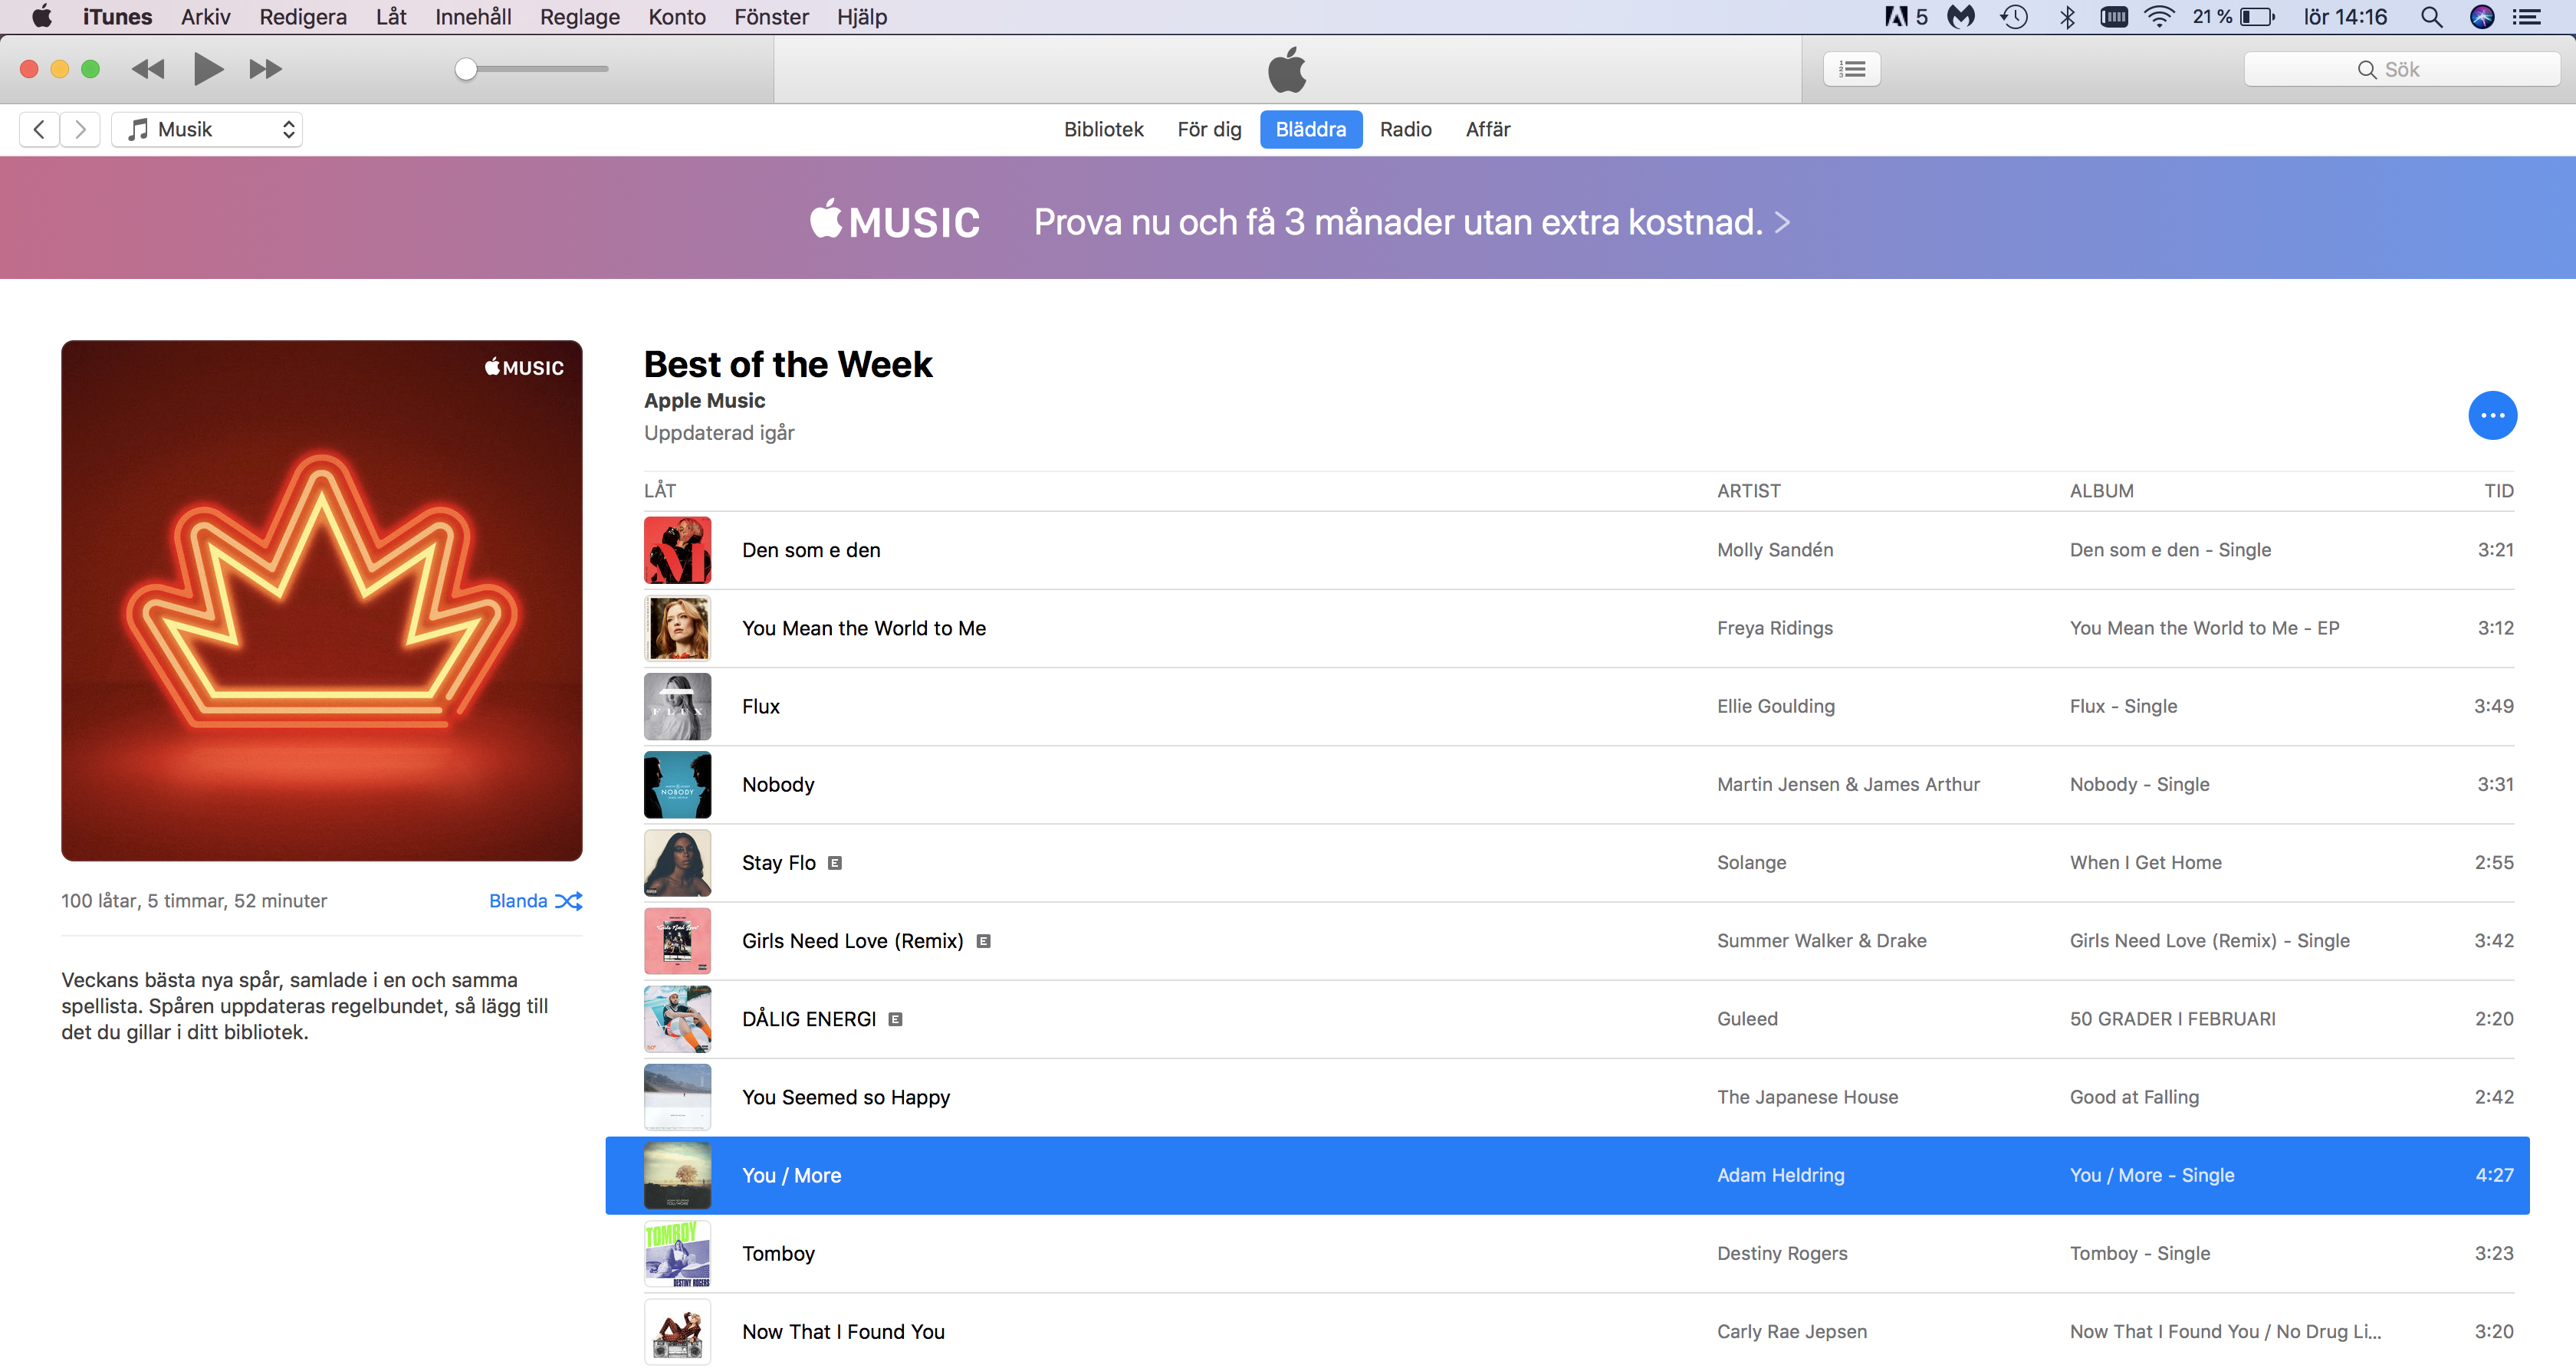 iTunes Arkiv Redigera Låt Innehåll Reglage Konto Fönster Hjälp 5 21 % lör 14:16
Sök
Musik Bibliotek För dig Bläddra Radio Affär
MUSIC Prova nu och få 3 månader utan extra kostnad. >
MUSIC
100 låtar, 5 timmar, 52 minuter Blanda
Veckans bästa nya spår, samlade i en och samma
spellista. Spåren uppdateras regelbundet, så lägg till
det du gillar i ditt bibliotek.
Best of the Week
Apple Music
Uppdaterad igår
LÅT ARTIST ALBUM TID
Den som e den Molly Sandén Den som e den - Single 3:21
You Mean the World to Me Freya Ridings You Mean the World to Me - EP 3:12
FLUX
Flux Ellie Goulding Flux - Single 3:49
NOBODY
Nobody Martin Jensen & James Arthur Nobody - Single 3:31
Stay Flo E Solange When I Get Home 2:55
Girls Need Love (Remix) E Summer Walker & Drake Girls Need Love (Remix) - Single 3:42
DÅLIG ENERGI E Guleed 50 GRADER I FEBRUARI 2:20
You Seemed so Happy The Japanese House Good at Falling 2:42
You / More Adam Heldring You / More - Single 4:27
TOMBOY
DESTINY ROGERS
Tomboy Destiny Rogers Tomboy - Single 3:23
Now That I Found You Carly Rae Jepsen Now That I Found You / No Drug Li... 3:20